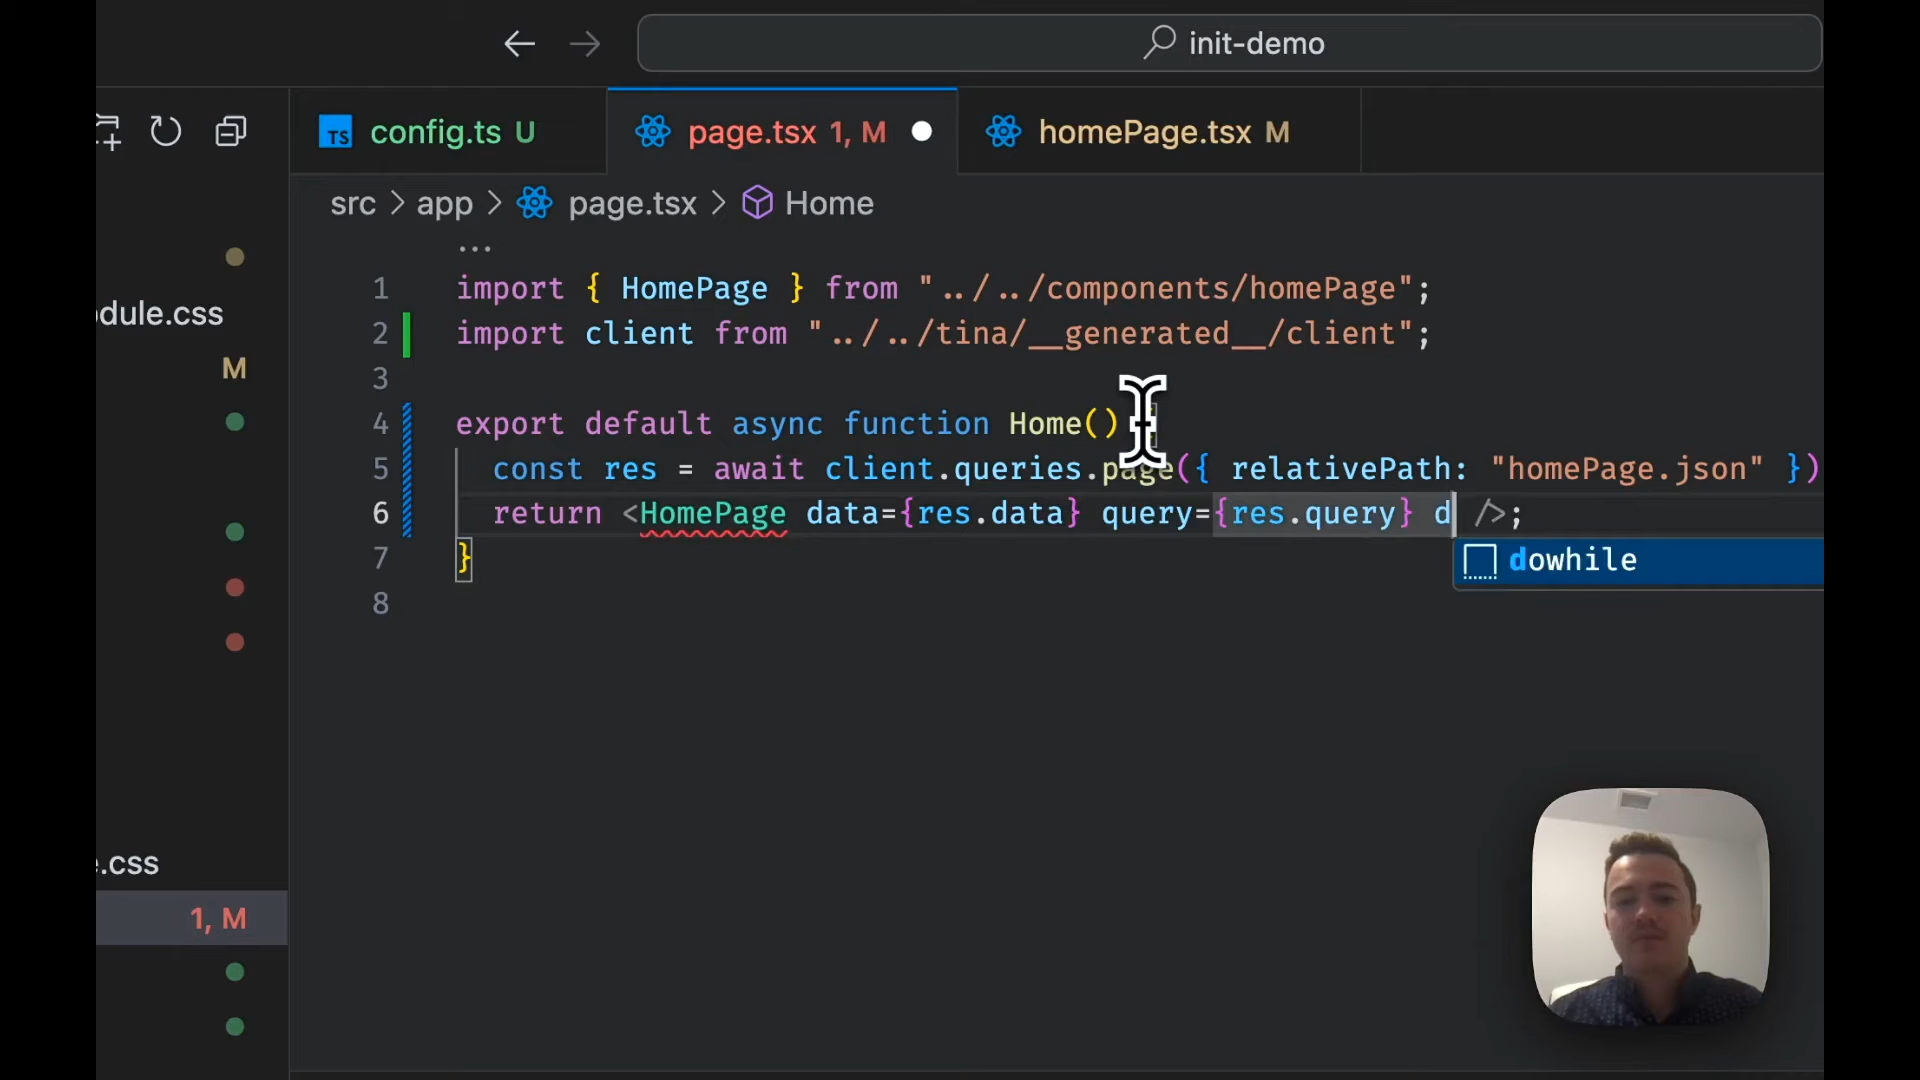 init-demo
TS config.ts U
page.tsx 1, M
homePage.tsx M
src > app > page.tsx > Home
...
1 import { HomePage } from "../../components/homePage";
2 import client from "../../tina/__generated__/client";
3
4 export default async function Home()
5 const res = await client.queries.page({ relativePath: "homePage.json" })
6 return <HomePage data={res.data} query={res.query} d />;
7 }
8
dowhile
dule.css
M
.css
1, M